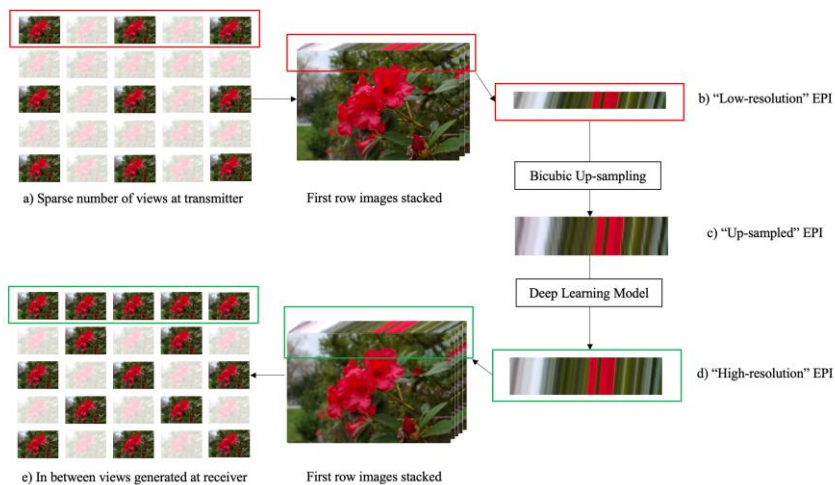 b) “Low-resolution” EPI
Bicubic Up-sampling
a) Sparse number of views at transmitter
First row images stacked
c) “Up-sampled” EPI
Deep Learning Model
d) “High-resolution” EPI
e) In between views generated at receiver
First row images stacked